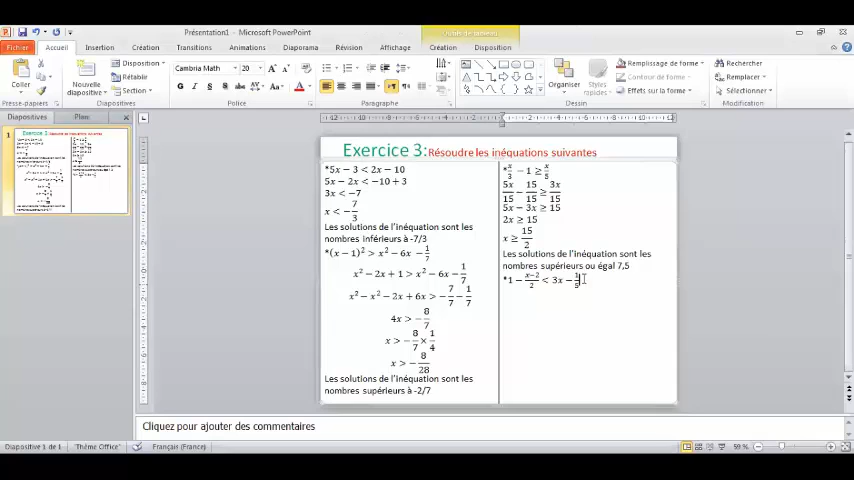 Présentation1 - Microsoft PowerPoint
Outils de tableau
Fichier Accueil Insertion Création Transitions Animations Diaporama Révision Affichage Création Disposition
Coller
Presse-papiers
Nouvelle diapositive
Disposition
Rétablir
Section
Diapositives
Cambria Math 20
G I S S abc AV Aa A
Police
Paragraphe
Organiser
Styles rapides
Remplissage de forme
Contour de forme
Effets sur la forme
Dessin
Rechercher
Remplacer
Sélectionner
Modification
Diapositives Plan
1
Exercice 3:Résoudre les inéquations suivantes
*5x − 3 < 2x − 10
5x − 2x < −10 + 3
3x < −7
x < −7/3
Les solutions de l'inéquation sont les
nombres inférieurs à -7/3
*(x − 1)² > x² − 6x − 1/7
x² − 2x + 1 > x² − 6x − 1/7
x² − x² − 2x + 6x > −7/7 − 1/7
4x > −8/7
x > −8/7 × 1/4
x > −8/28
Les solutions de l'inéquation sont les
nombres supérieurs à -2/7
*x/3 − 1 ≥ x/5
5x/15 − 15/15 ≥ 3x/15
5x − 3x ≥ 15
2x ≥ 15
x ≥ 15/2
Les solutions de l'inéquation sont les
nombres supérieurs ou égal 7,5
*1 − (x−2)/2 < 3x − 1/5
Cliquez pour ajouter des commentaires
Diapositive 1 de 1 "Thème Office" Français (France) 59 %